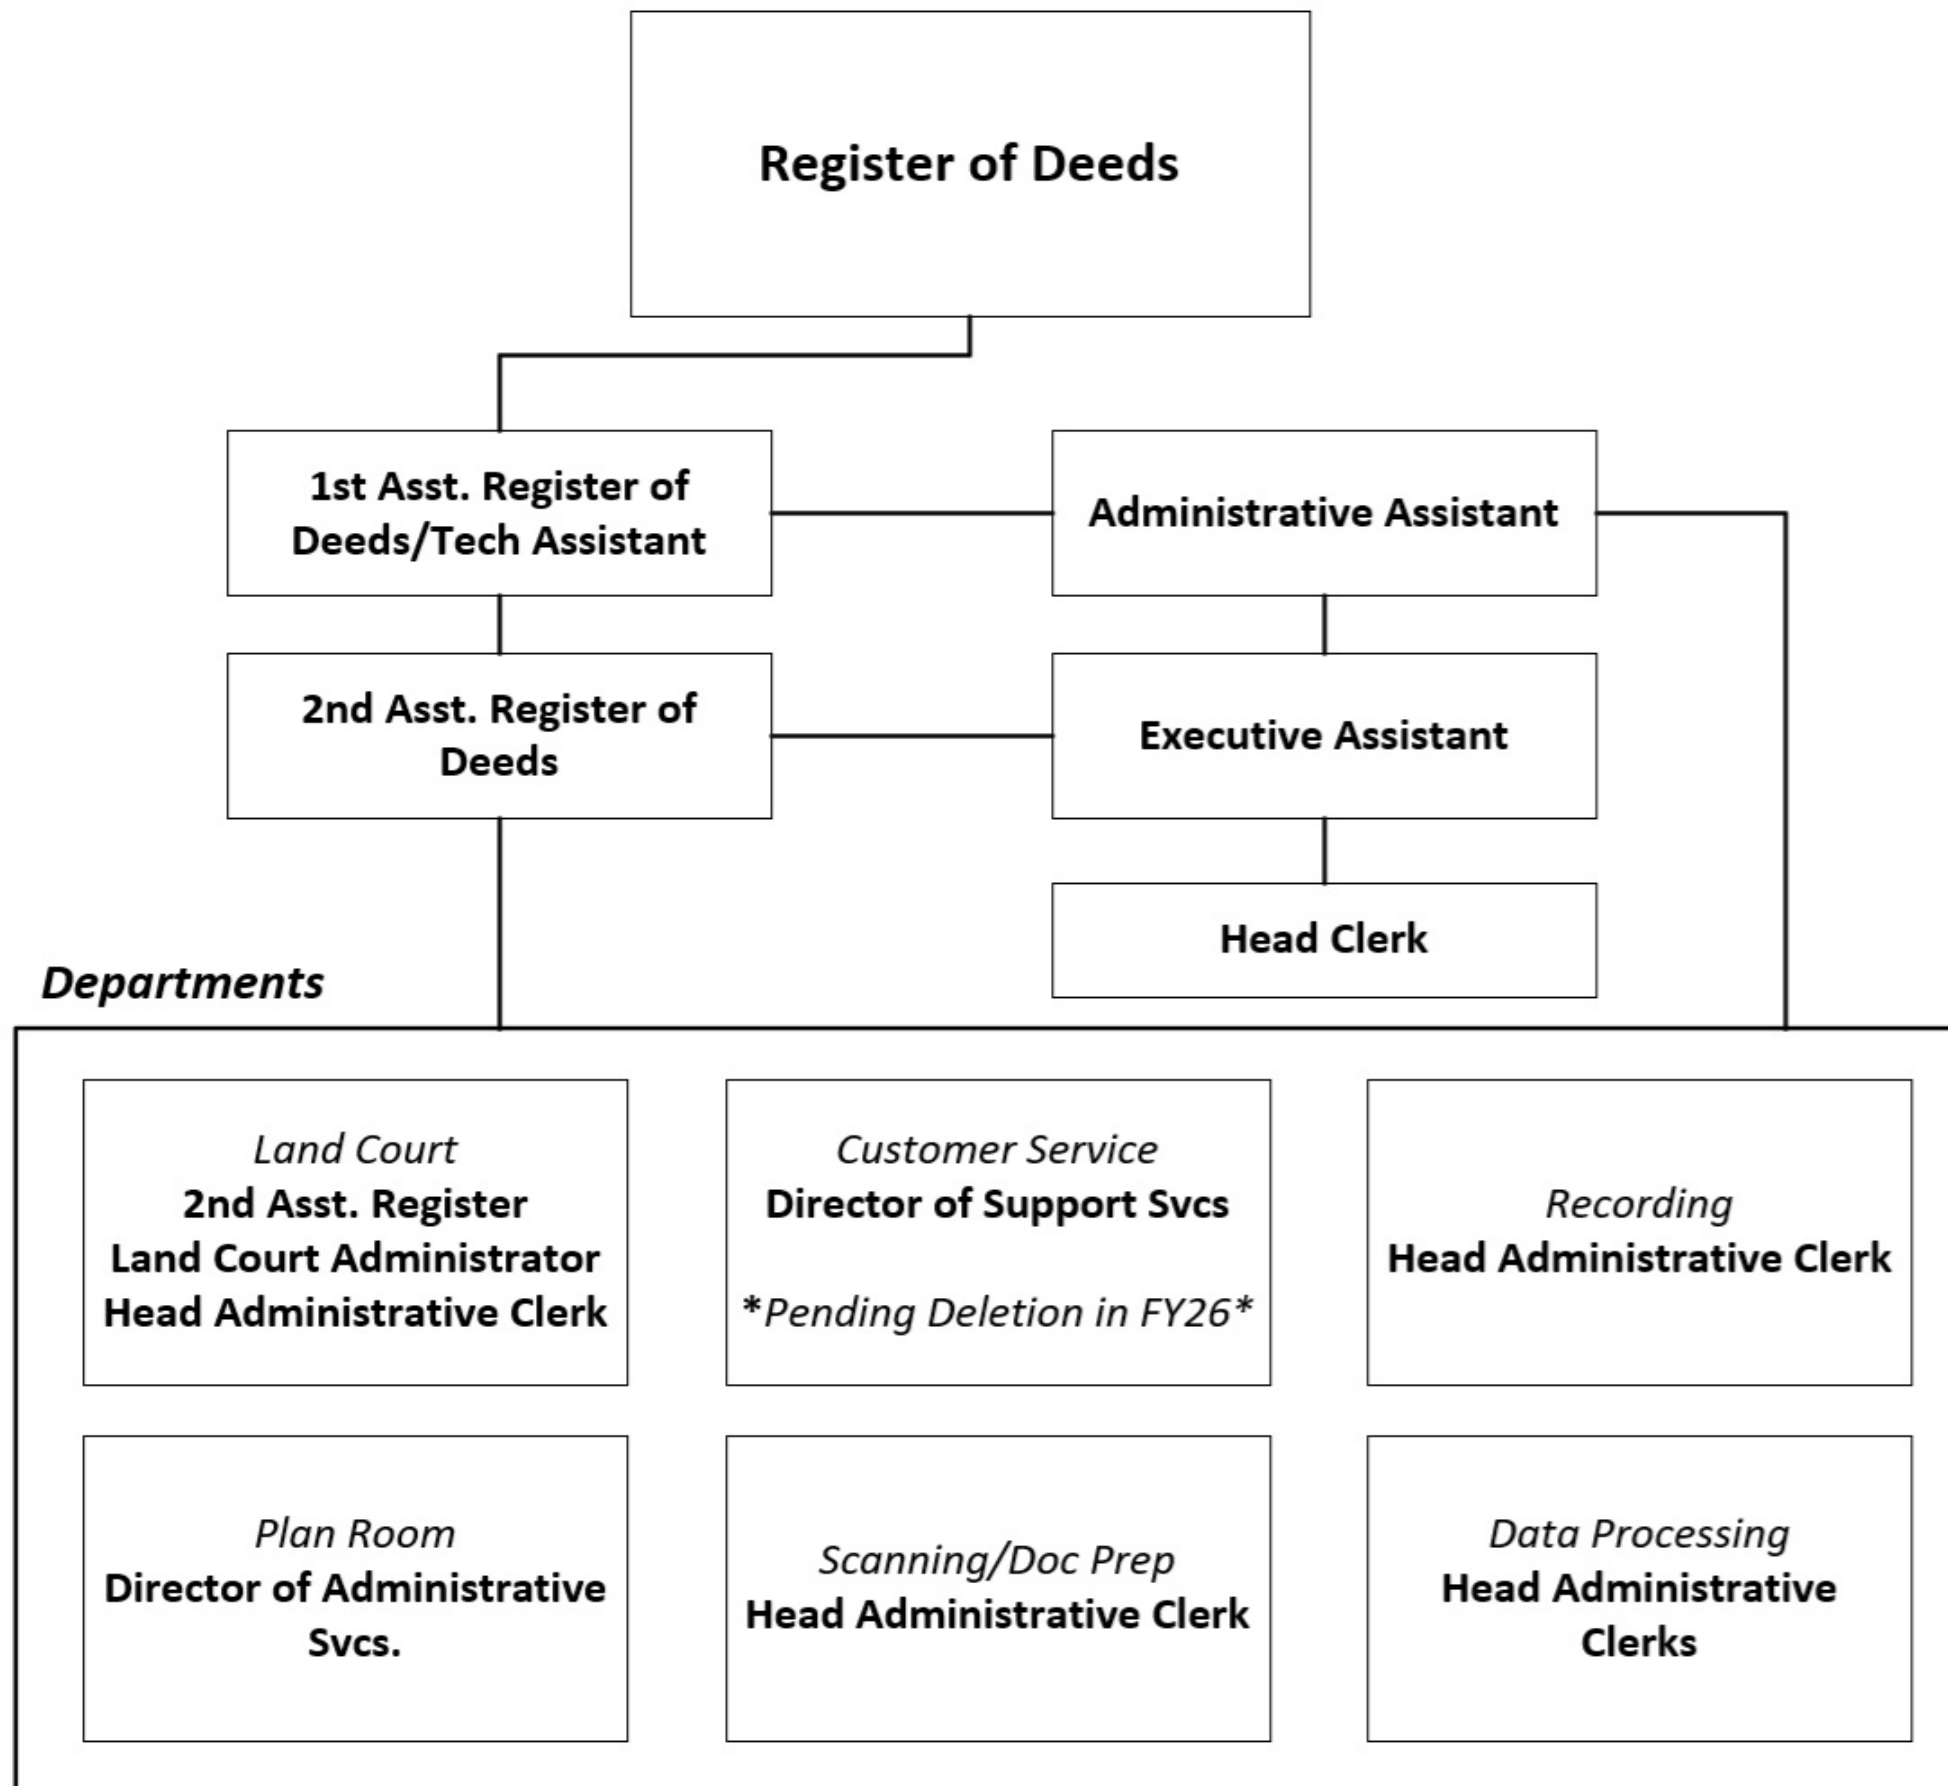 Register of Deeds
1st Asst. Register of
Deeds/Tech Assistant
Administrative Assistant
2nd Asst. Register of
Deeds
Executive Assistant
Head Clerk
Departments
Land Court
2nd Asst. Register
Land Court Administrator
Head Administrative Clerk
Customer Service
Director of Support Svcs
*Pending Deletion in FY26*
Recording
Head Administrative Clerk
Plan Room
Director of Administrative
Svcs.
Scanning/Doc Prep
Head Administrative Clerk
Data Processing
Head Administrative
Clerks